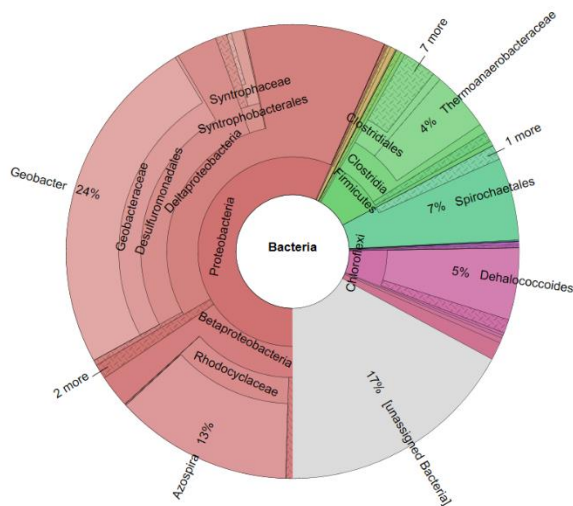 7 more
Thermoanaerobacteraceae
4%
Clostridiales
Clostridia
Firmicutes
1 more
7% Spirochaetales
Chloroflexi
5%
Dehalococcoides
17%
[unassigned Bacteria]
Syntrophaceae
Syntrophobacterales
Deltaproteobacteria
Desulfuromonadales
Geobacteraceae
Geobacter 24%
Proteobacteria
Bacteria
Betaproteobacteria
Rhodocyclaceae
2 more
Azospira 13%